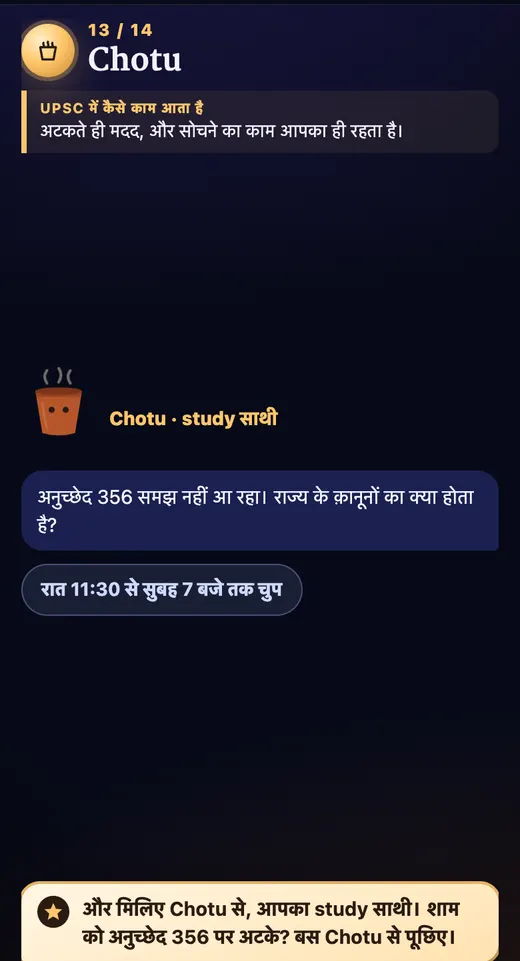 13 / 14
Chotu
UPSC में कैसे काम आता है
अटकते ही मदद, और सोचने का काम आपका ही रहता है।
Chotu · study साथी
अनुच्छेद 356 समझ नहीं आ रहा। राज्य के क़ानूनों का क्या होता
है?
रात 11:30 से सुबह 7 बजे तक चुप
और मिलिए Chotu से, आपका study साथी। शाम
को अनुच्छेद 356 पर अटके? बस Chotu से पूछिए।